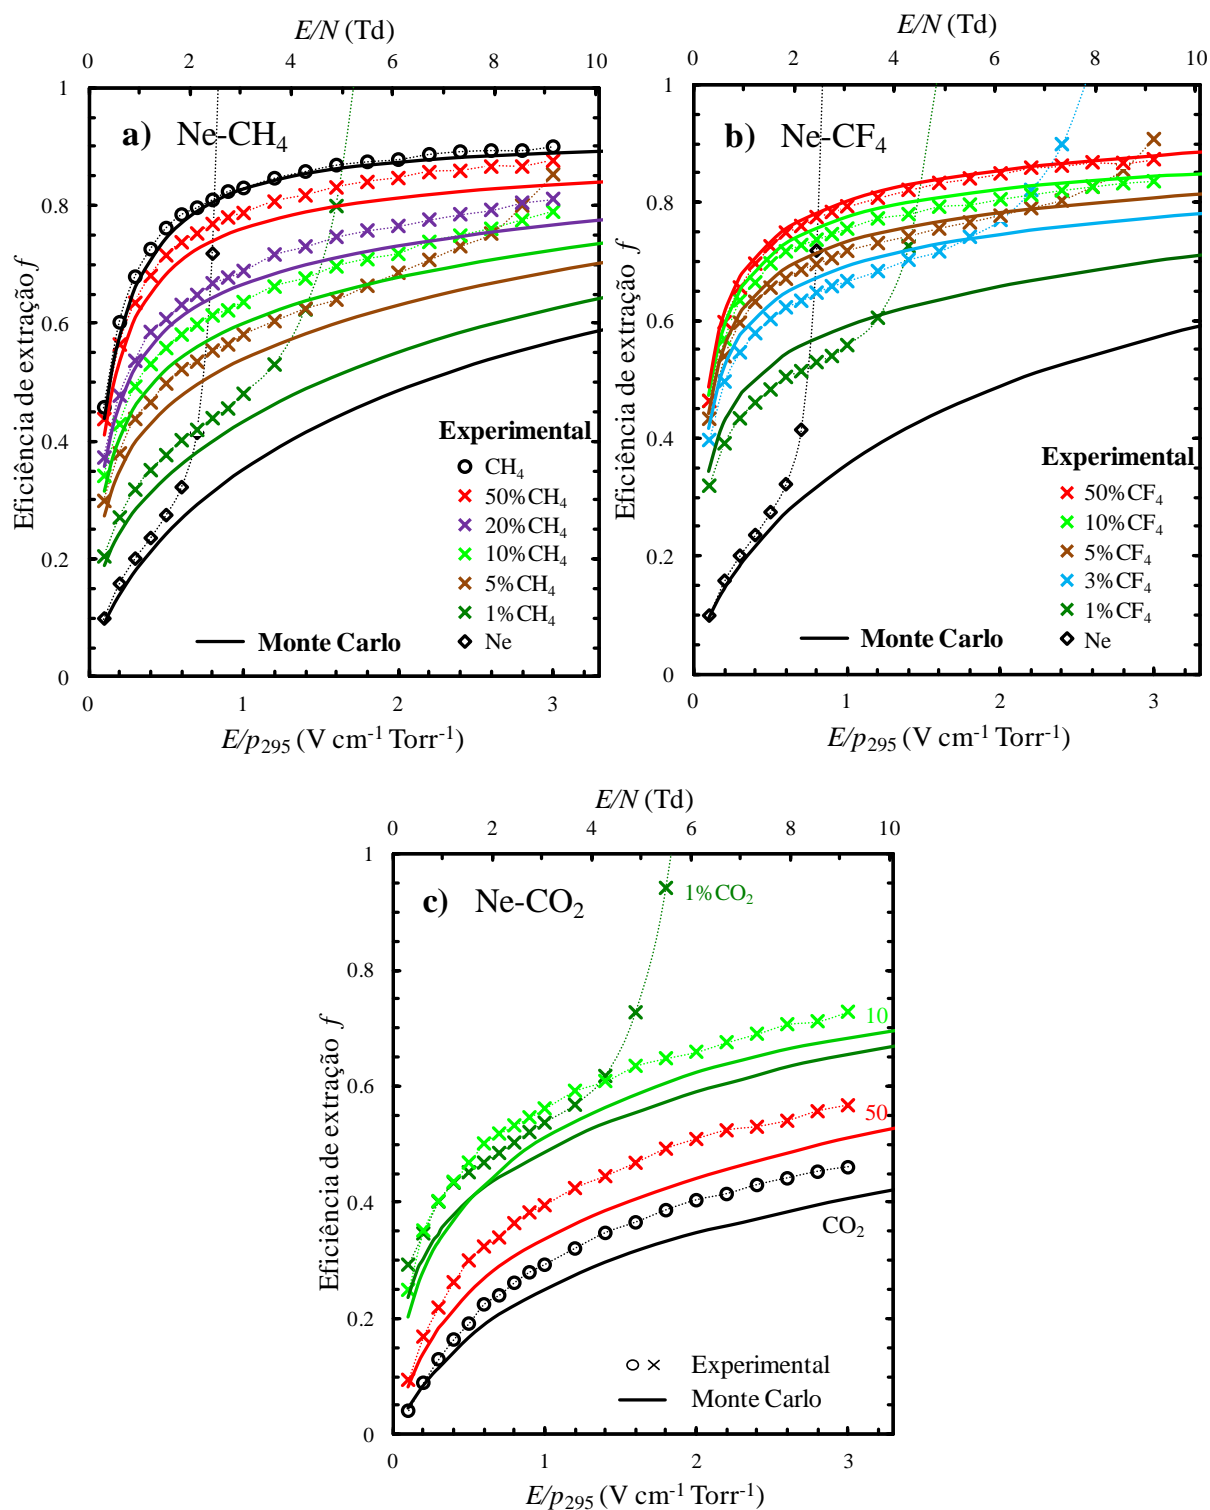 E/N (Td)
0 2 4 6 8 10
a) Ne-CH₄
Eficiência de extração f
1
0.8
0.6
0.4
0.2
0
Experimental
CH₄
50%CH₄
20%CH₄
10%CH₄
5%CH₄
1%CH₄
Ne
Monte Carlo
0 1 2 3
E/p₂₉₅ (V cm⁻¹ Torr⁻¹)
E/N (Td)
0 2 4 6 8 10
b) Ne-CF₄
Eficiência de extração f
1
0.8
0.6
0.4
0.2
0
Experimental
50%CF₄
10%CF₄
5%CF₄
3%CF₄
1%CF₄
Ne
Monte Carlo
0 1 2 3
E/p₂₉₅ (V cm⁻¹ Torr⁻¹)
E/N (Td)
0 2 4 6 8 10
c) Ne-CO₂
1%CO₂
10
50
CO₂
Eficiência de extração f
1
0.8
0.6
0.4
0.2
0
Experimental
Monte Carlo
0 1 2 3
E/p₂₉₅ (V cm⁻¹ Torr⁻¹)